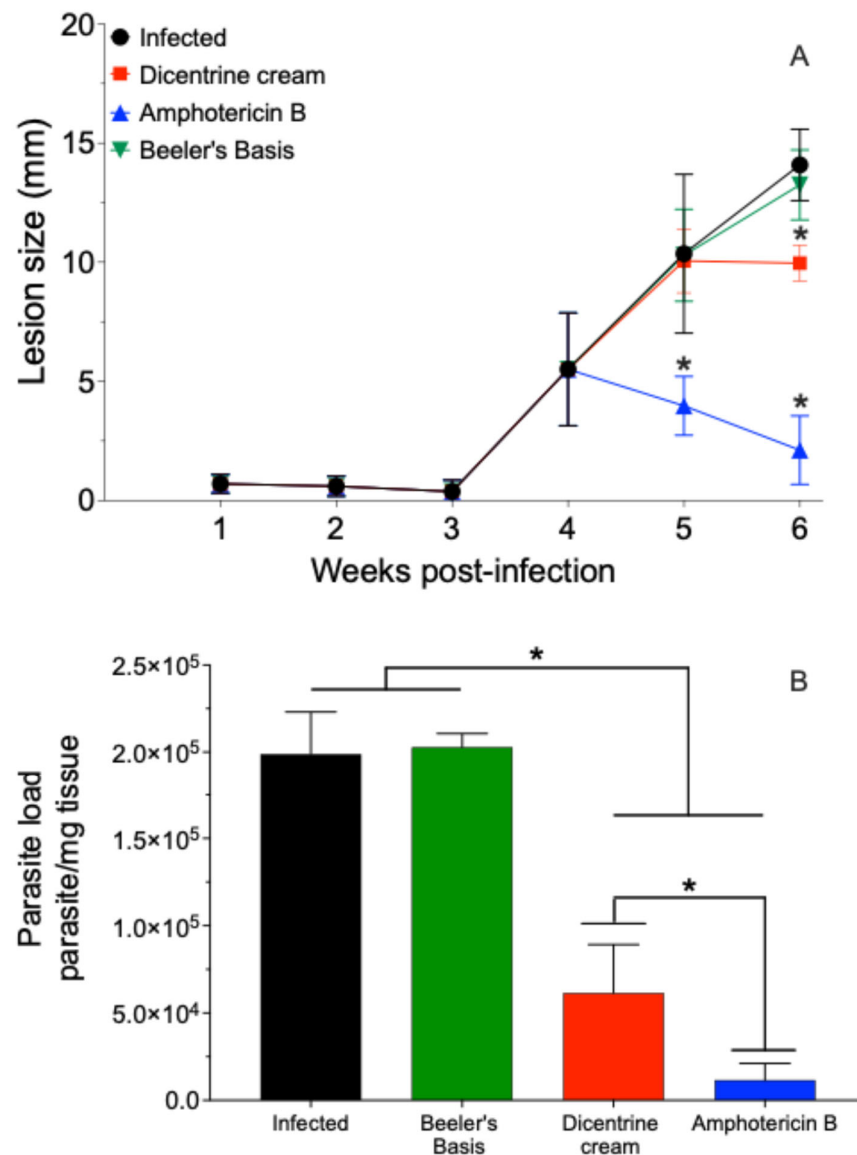 20
Infected
A
Dicentrine cream
Amphotericin B
Beeler's Basis
15
10
5
0
*
*
*
Lesion size (mm)
1 2 3 4 5 6
Weeks post-infection
2.5×10⁵
*
B
2.0×10⁵
1.5×10⁵
1.0×10⁵
*
5.0×10⁴
0.0
Parasite load
parasite/mg tissue
Infected
Beeler's
Basis
Dicentrine
cream
Amphotericin B